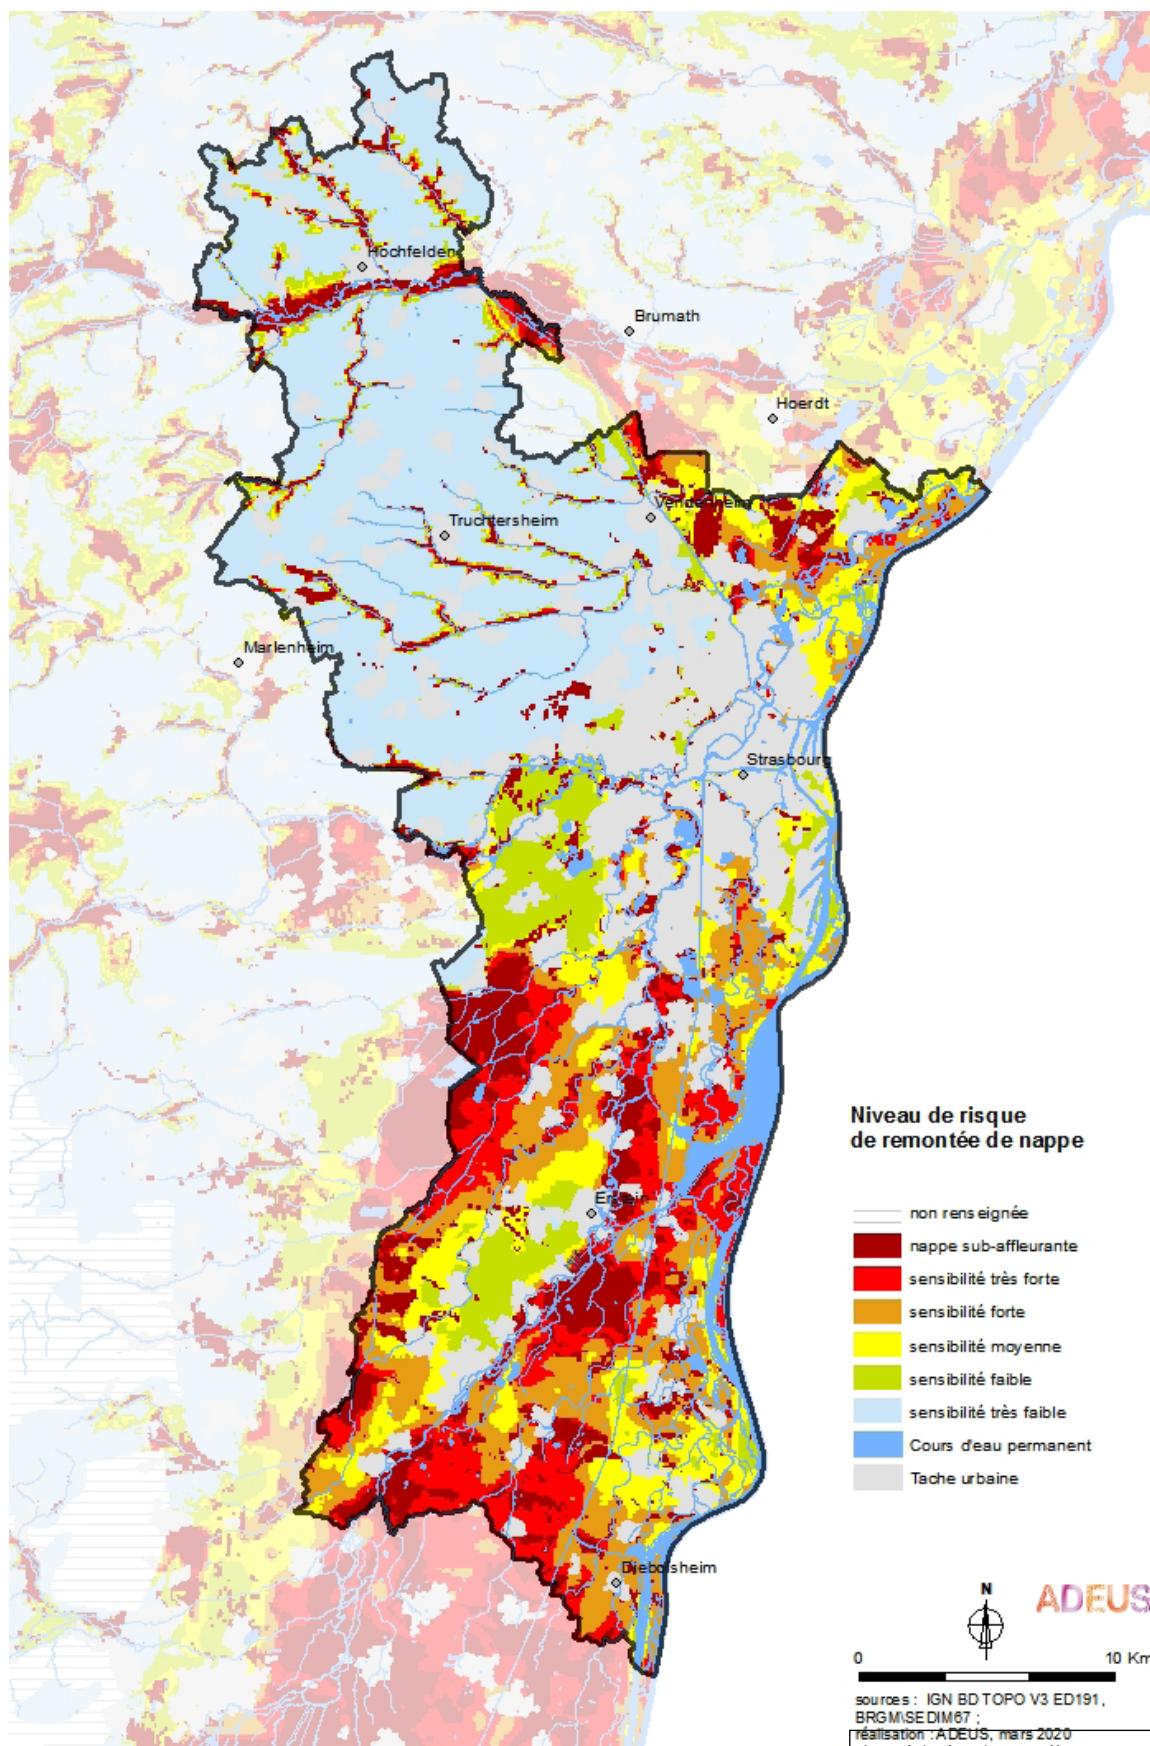 Hochfelden
Brumath
Hoerdt
Vendenheim
Truchtersheim
Marlenheim
Strasbourg
Niveau de risque
de remontée de nappe
Erstein
non renseignée
nappe sub-affleurante
sensibilité très forte
sensibilité forte
sensibilité moyenne
sensibilité faible
sensibilité très faible
Cours d'eau permanent
Tache urbaine
Diebolsheim
N
ADEUS
0 10 Km
sources : IGN BD TOPO V3 ED191,
BRGM\SEDIM67 ;
réalisation : ADEUS, mars 2020